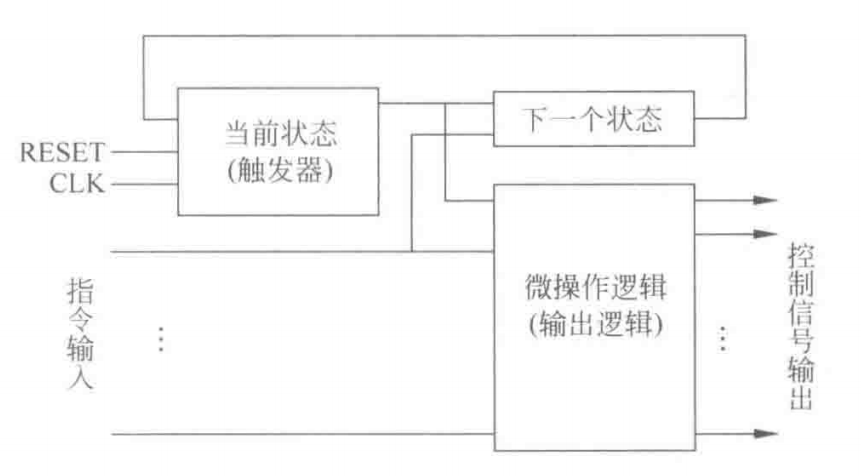 当前状态
(触发器)
下一个状态
RESET
CLK
微操作逻辑
(输出逻辑)
指令输入
⋮
⋮
控制信号输出